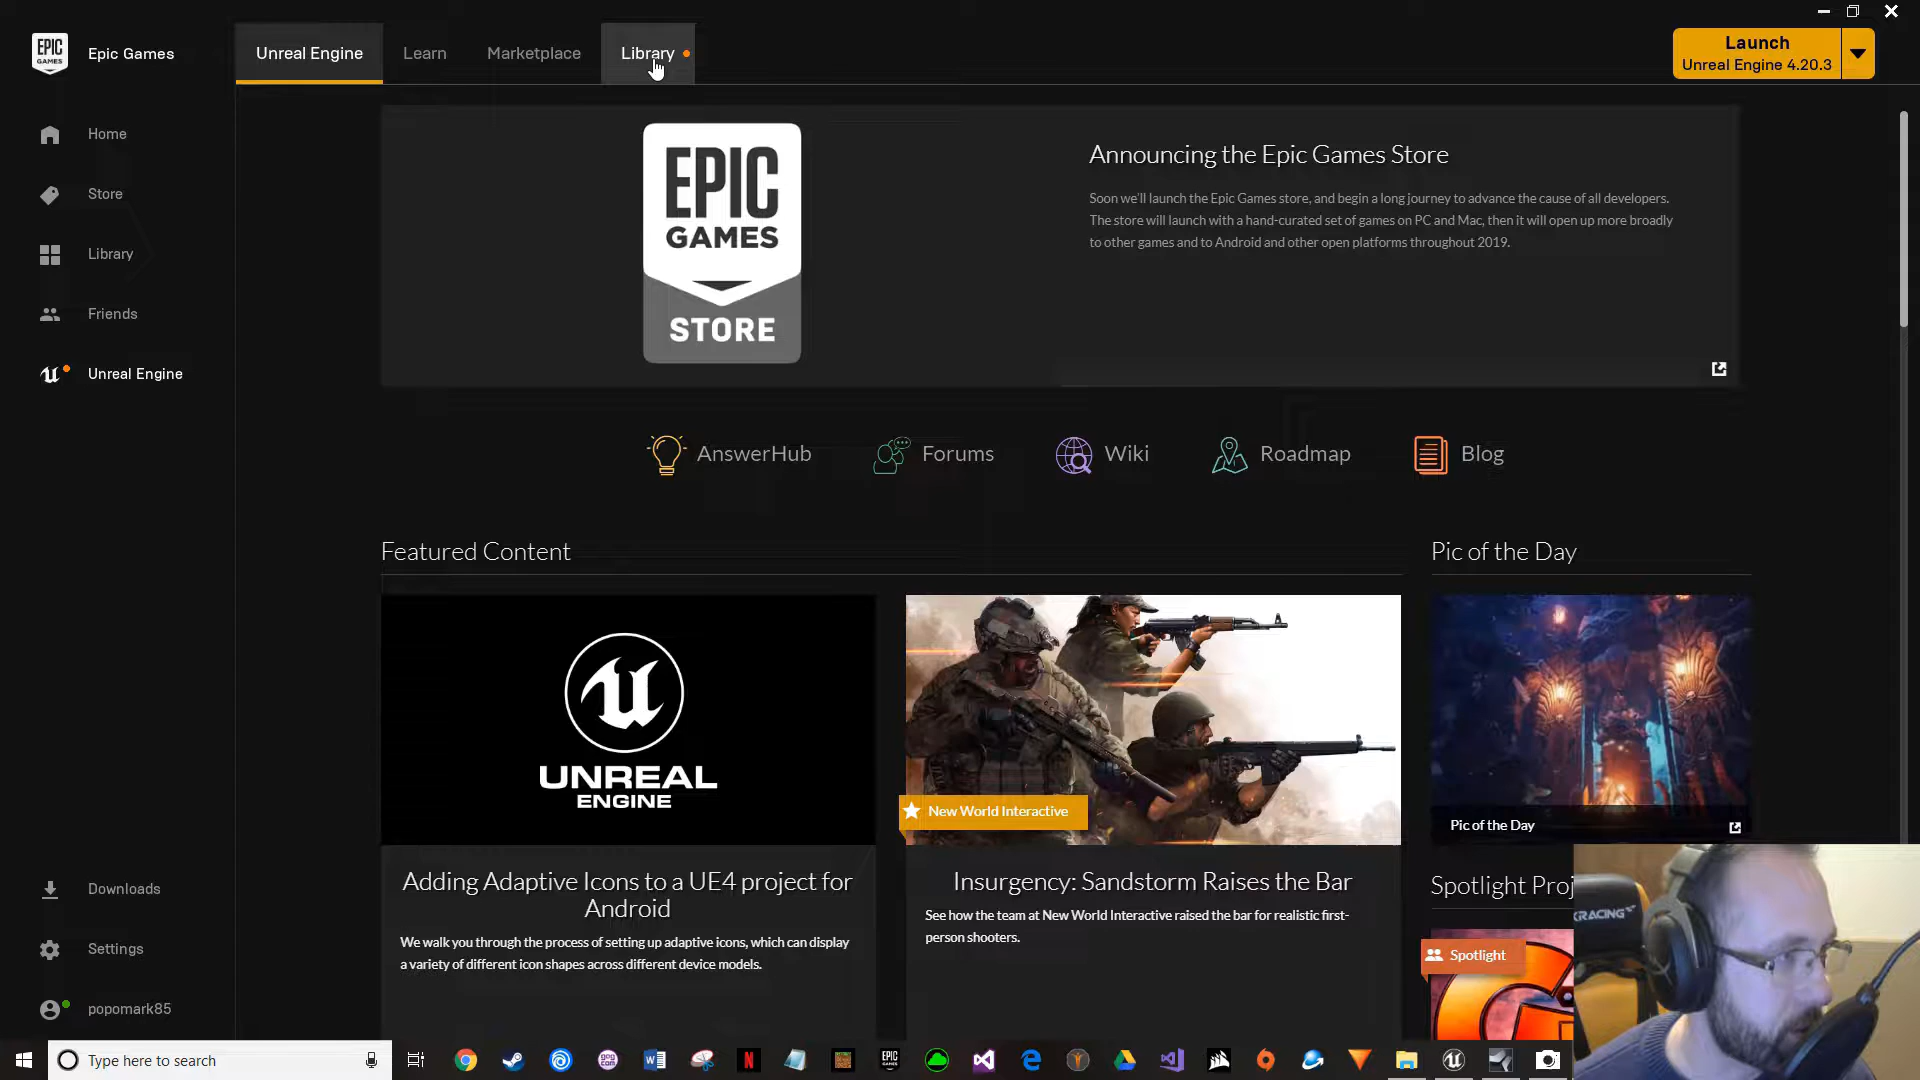 EPIC
GAMES
Epic Games
Unreal Engine
Learn
Marketplace
Library
Launch
Unreal Engine 4.20.3
Home
Store
Library
Friends
Unreal Engine
EPIC
GAMES
STORE
Announcing the Epic Games Store
Soon we'll launch the Epic Games store, and begin a long journey to advance the cause of all developers.
The store will launch with a hand-curated set of games on PC and Mac, then it will open up more broadly
to other games and to Android and other open platforms throughout 2019.
AnswerHub
Forums
Wiki
Roadmap
Blog
Featured Content
Pic of the Day
UNREAL
ENGINE
New World Interactive
Pic of the Day
Adding Adaptive Icons to a UE4 project for
Android
We walk you through the process of setting up adaptive icons, which can display
a variety of different icon shapes across different device models.
Insurgency: Sandstorm Raises the Bar
See how the team at New World Interactive raised the bar for realistic first-
person shooters.
Spotlight Proj
Spotlight
RACING
Downloads
Settings
popomark85
Type here to search
EPIC
GAMES